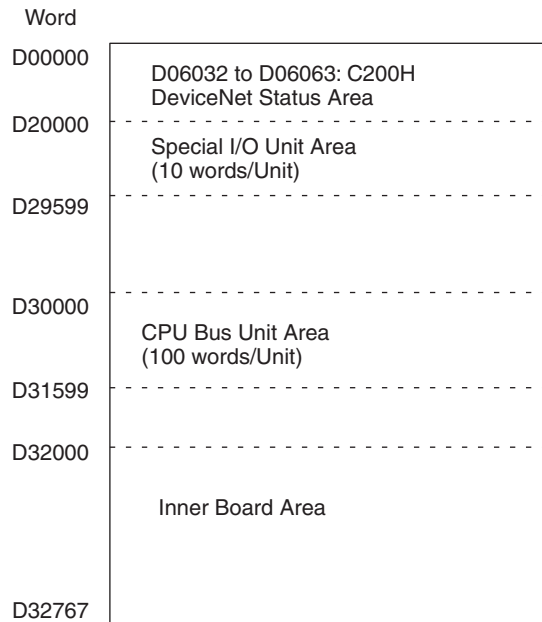 Word
D00000
D06032 to D06063: C200H
DeviceNet Status Area
D20000
Special I/O Unit Area
(10 words/Unit)
D29599
D30000
CPU Bus Unit Area
(100 words/Unit)
D31599
D32000
Inner Board Area
D32767